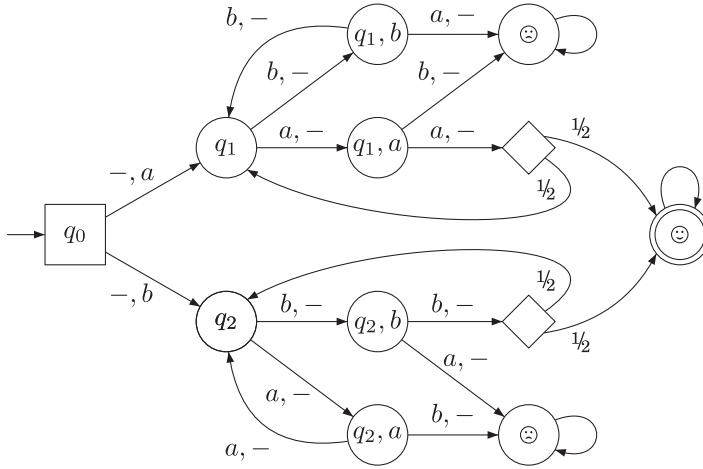 b, −
q₁, b
a, −
☹
b, −
b, −
q₁
a, −
q₁, a
a, −
½
½
−, a
q₀
☺
−, b
½
q₂
b, −
q₂, b
b, −
½
a, −
a, −
q₂, a
b, −
☹
a, −